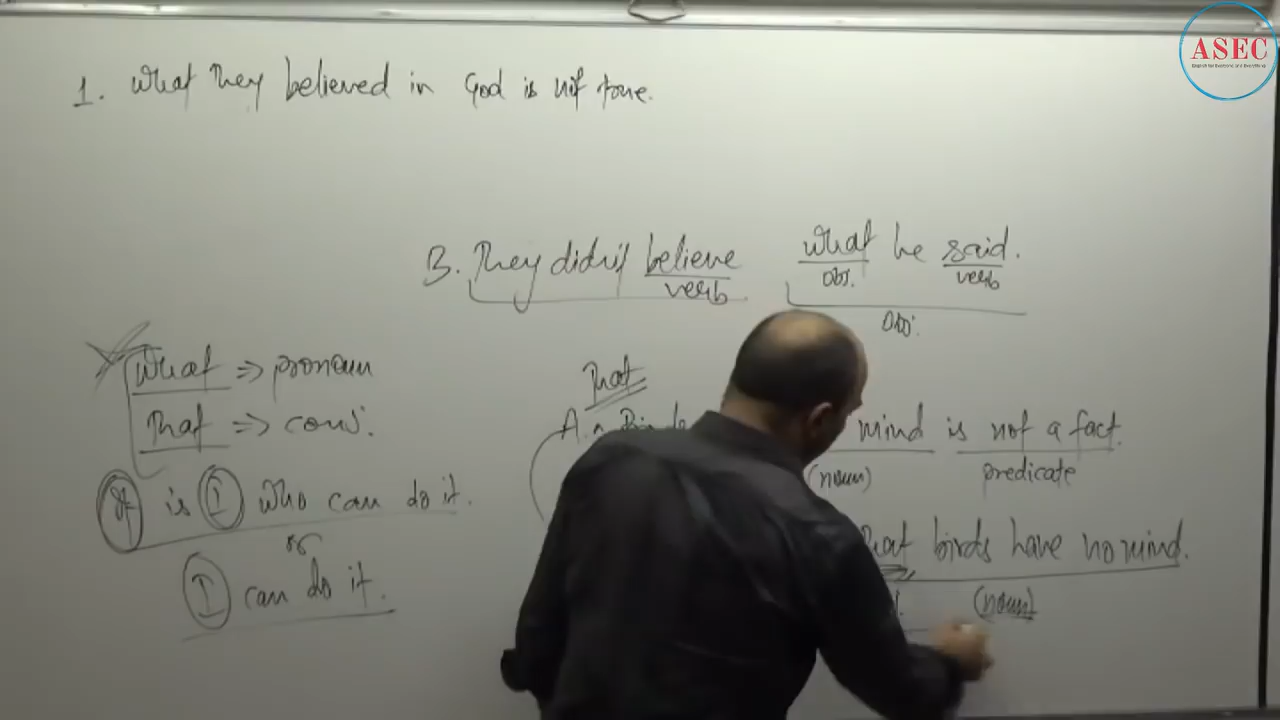 ASEC
1. What they believed in God is not true.
B. They didn't believe what he said.
verb obj. verb
obj.
What => pronoun
That => conj.
That
A. mind is not a fact.
(noun) predicate
It is I who can do it.
or
I can do it.
that birds have no mind.
(noun)